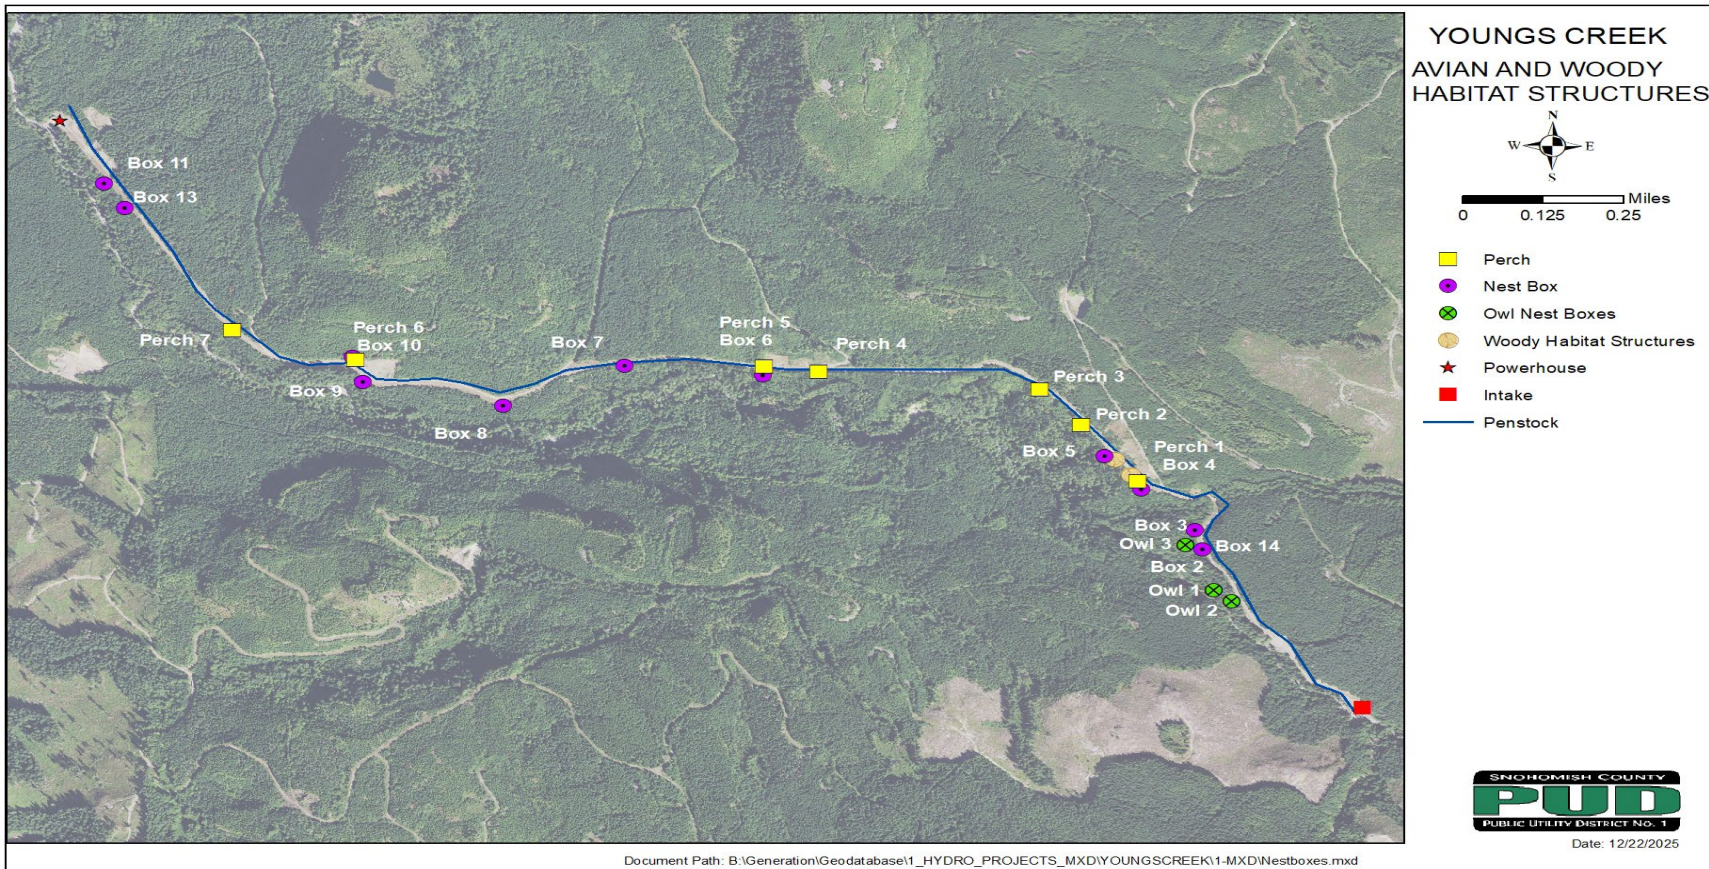 YOUNGS CREEK
AVIAN AND WOODY
HABITAT STRUCTURES
N
W E
S
Miles
0 0.125 0.25
Perch
Nest Box
Owl Nest Boxes
Woody Habitat Structures
Powerhouse
Intake
Penstock
Box 11
Box 13
Perch 7
Perch 6
Box 10
Box 9
Box 8
Box 7
Perch 5
Box 6
Perch 4
Perch 3
Perch 2
Box 5
Perch 1
Box 4
Box 3
Owl 3
Box 14
Box 2
Owl 1
Owl 2
SNOHOMISH COUNTY
PUD
PUBLIC UTILITY DISTRICT NO. 1
Date: 12/22/2025
Document Path: B:\Generation\Geodatabase\1_HYDRO_PROJECTS_MXD\YOUNGSCREEK\1-MXD\Nestboxes.mxd